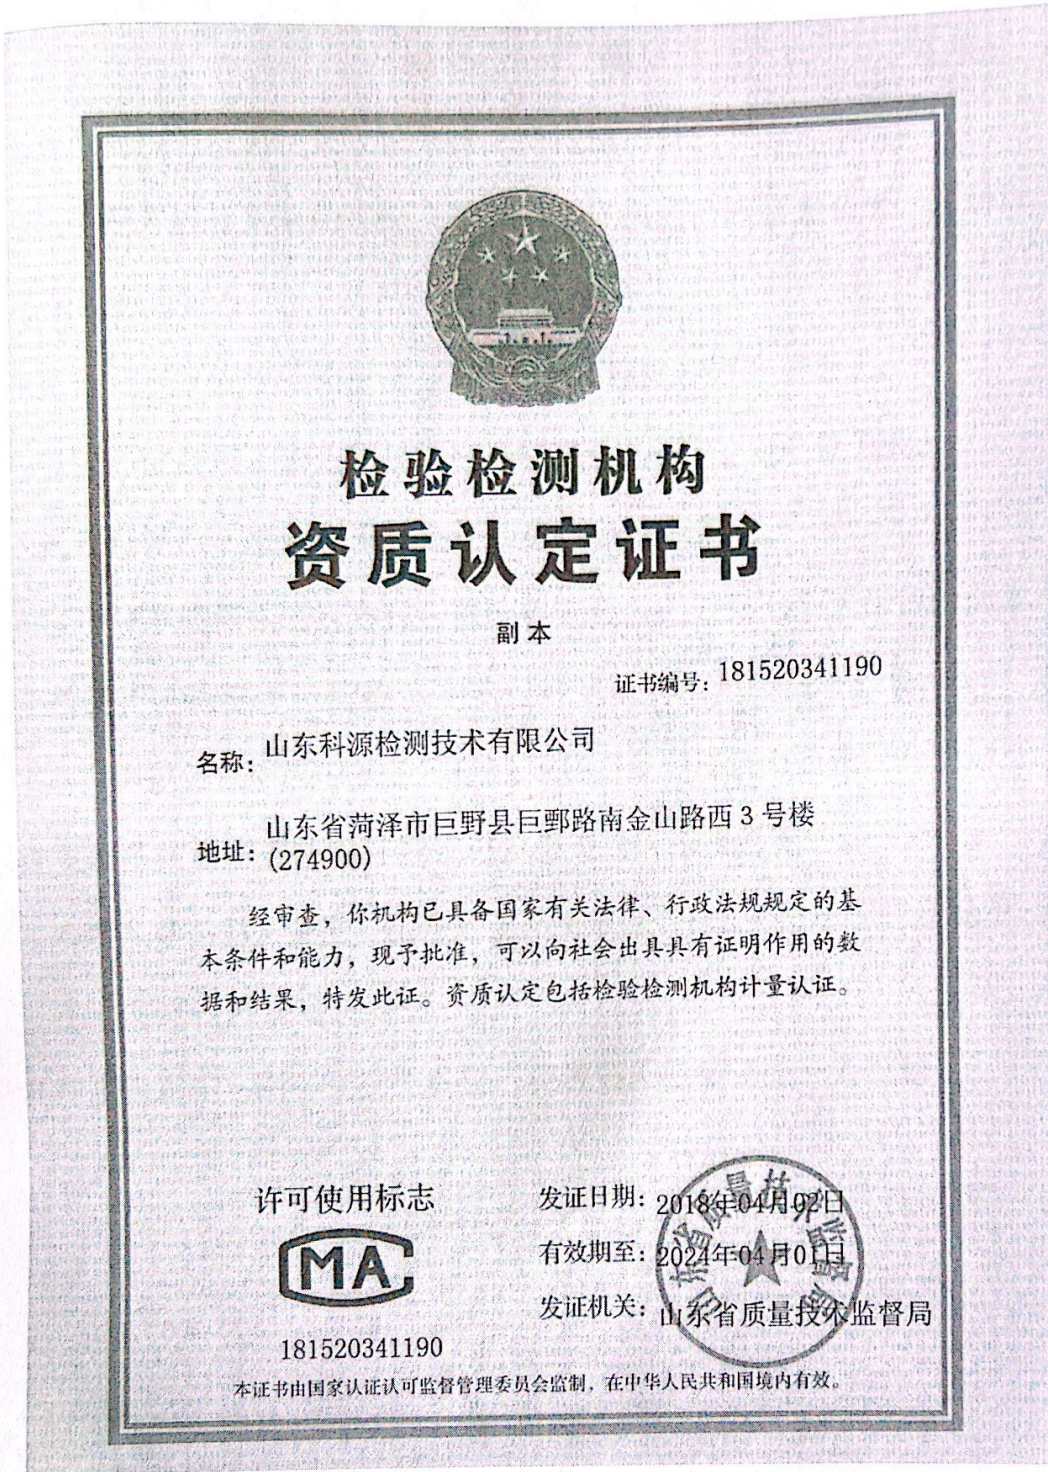 检验检测机构
资质认定证书
副本
证书编号：181520341190
名称：山东科源检测技术有限公司
地址：山东省菏泽市巨野县巨鄄路南金山路西3号楼
(274900)
经审查，你机构已具备国家有关法律、行政法规规定的基
本条件和能力，现予批准，可以向社会出具具有证明作用的数
据和结果，特发此证。资质认定包括检验检测机构计量认证。
许可使用标志
MA
181520341190
发证日期：2018年04月02日
有效期至：2024年04月01日
发证机关：山东省质量技术监督局
山东省质量技术监督局
本证书由国家认证认可监督管理委员会监制，在中华人民共和国境内有效。